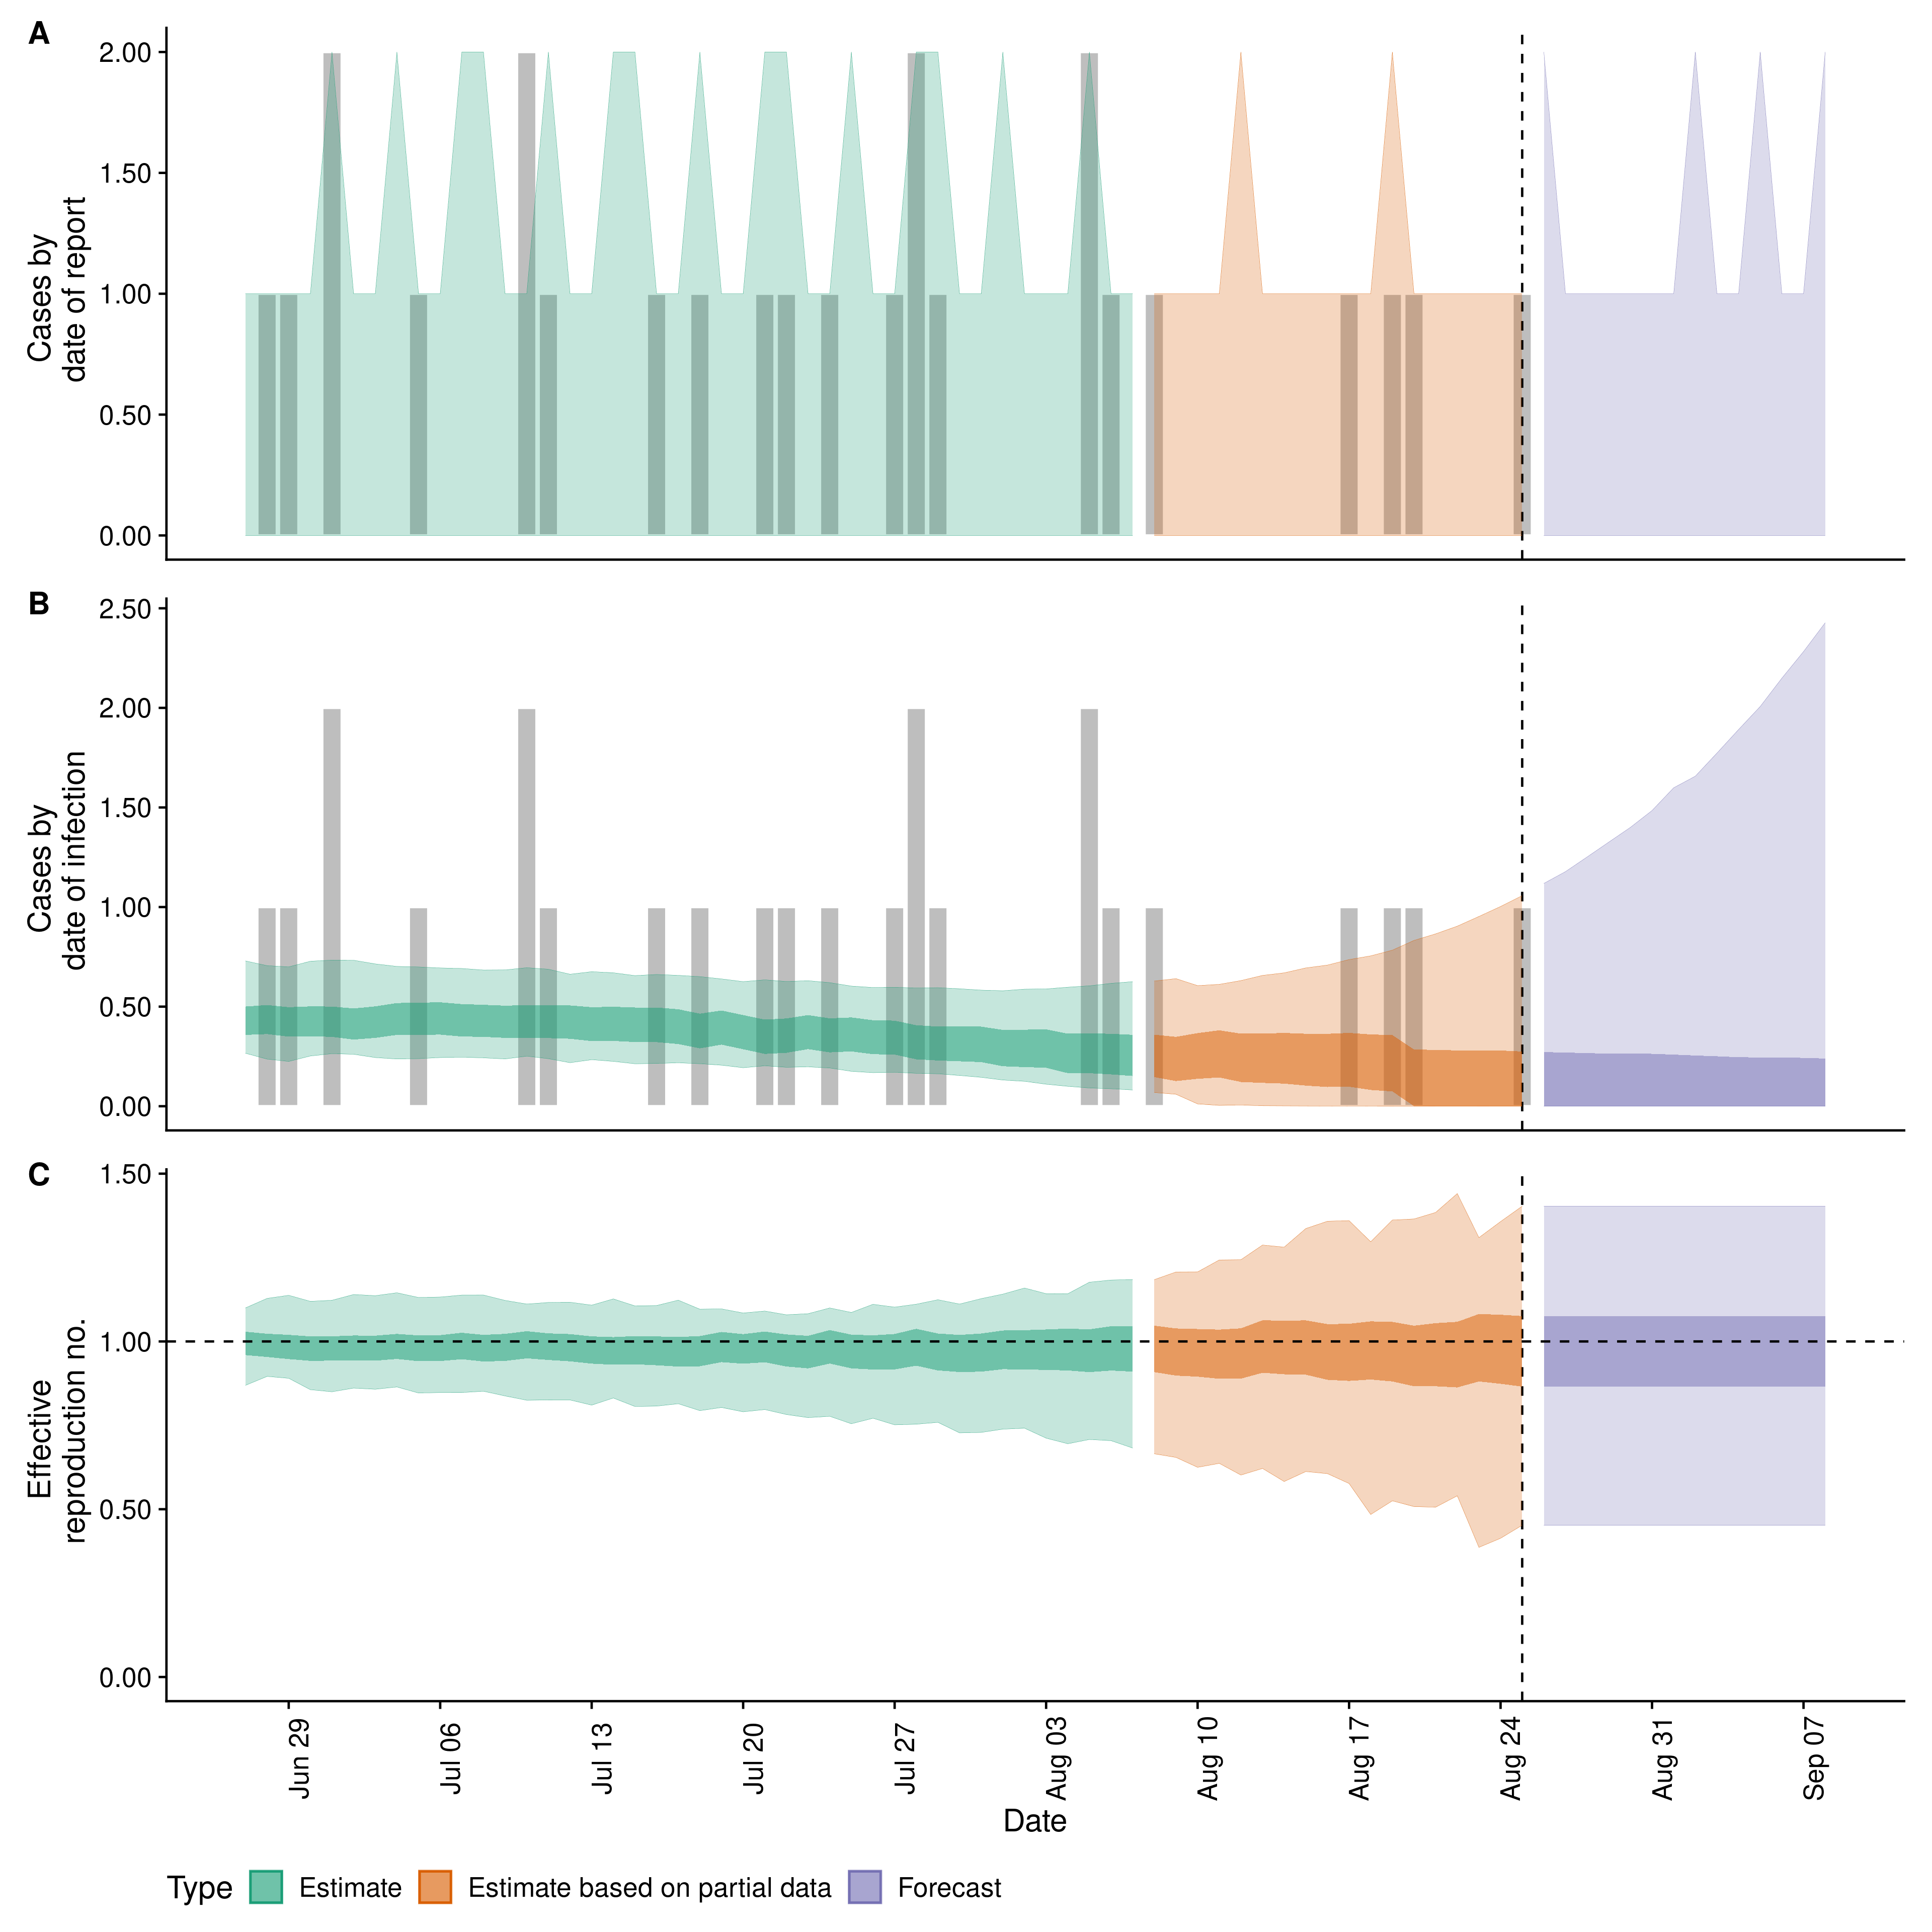 A
2.00
1.50
1.00
0.50
0.00
Cases by
date of report
B
2.50
2.00
1.50
1.00
0.50
0.00
Cases by
date of infection
C
1.50
1.00
0.50
0.00
Effective
reproduction no.
Jun 29
Jul 06
Jul 13
Jul 20
Jul 27
Aug 03
Aug 10
Aug 17
Aug 24
Aug 31
Sep 07
Date
Type Estimate Estimate based on partial data Forecast